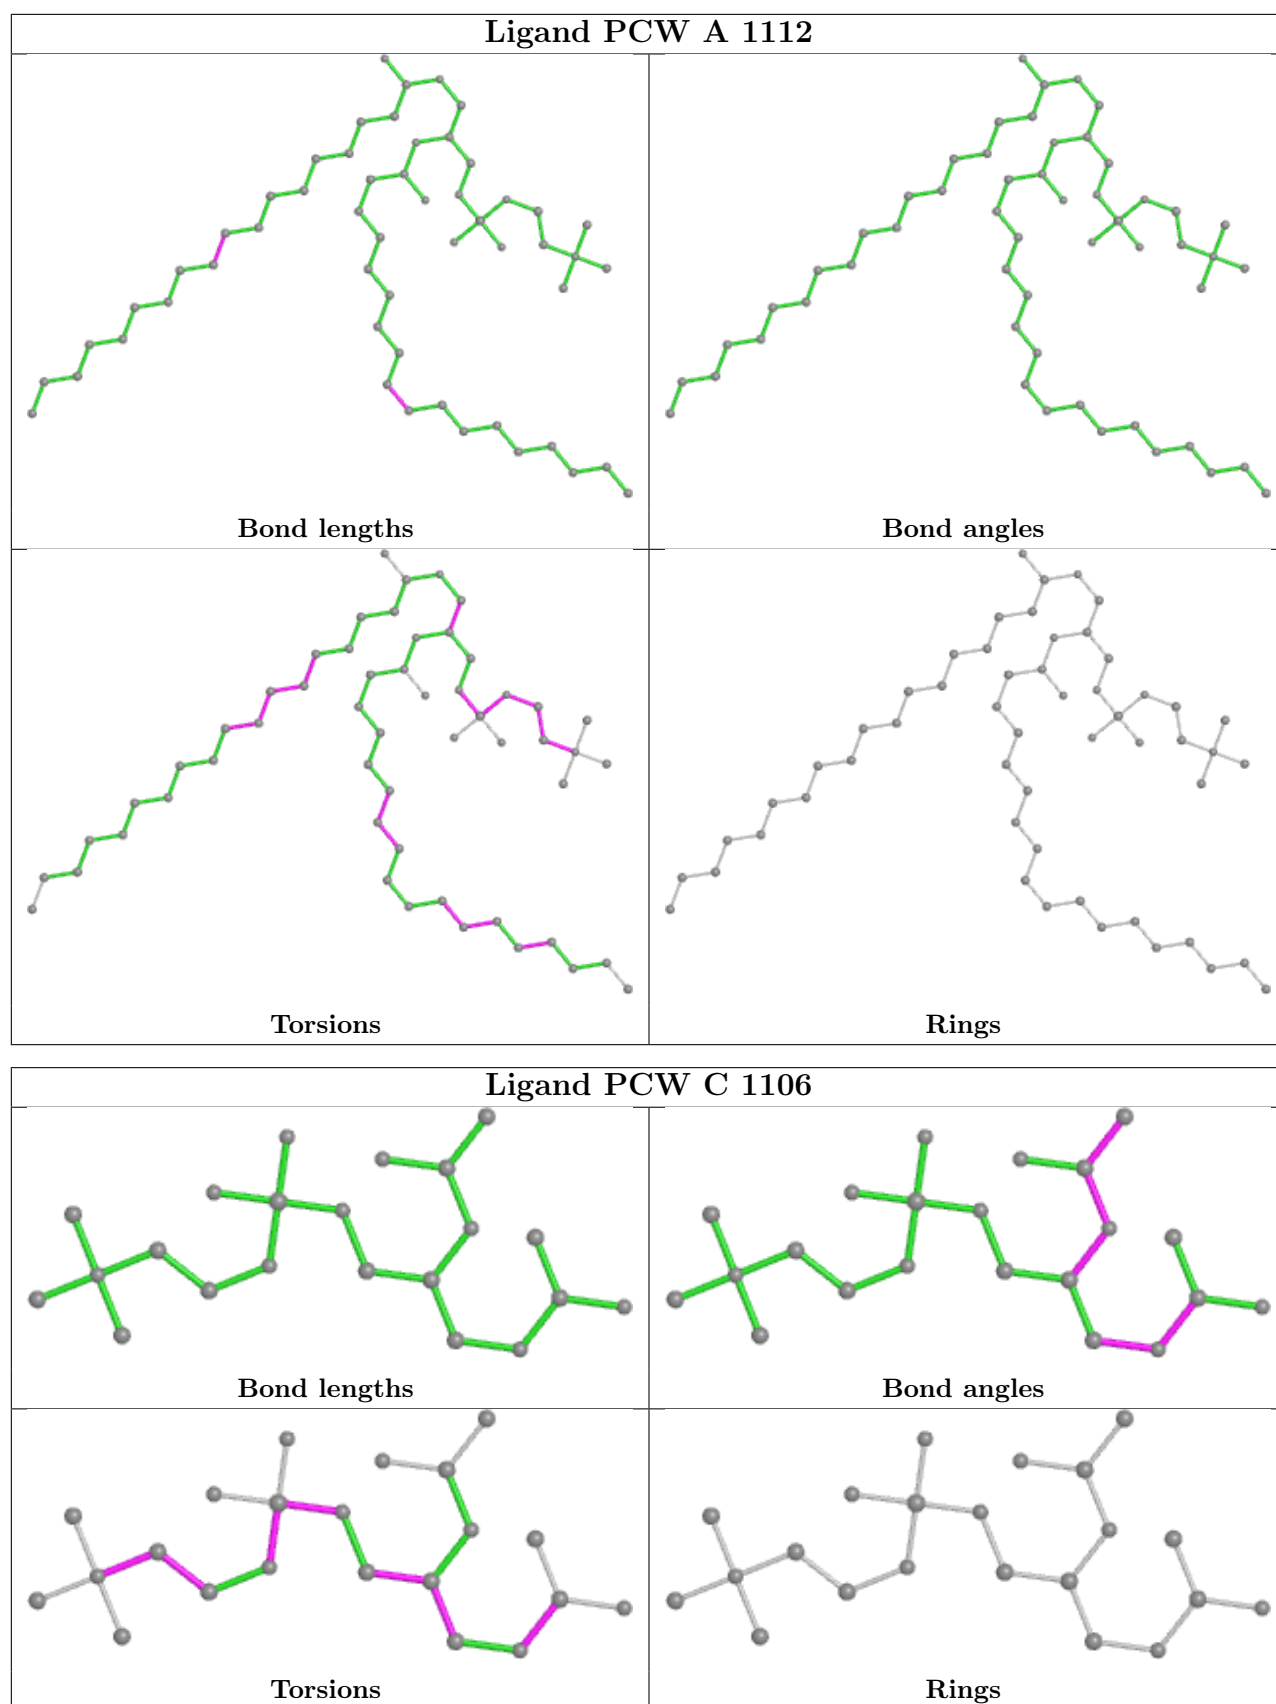 Ligand PCW A 1112
Bond lengths
Bond angles
Torsions
Rings
Ligand PCW C 1106
Bond lengths
Bond angles
Torsions
Rings